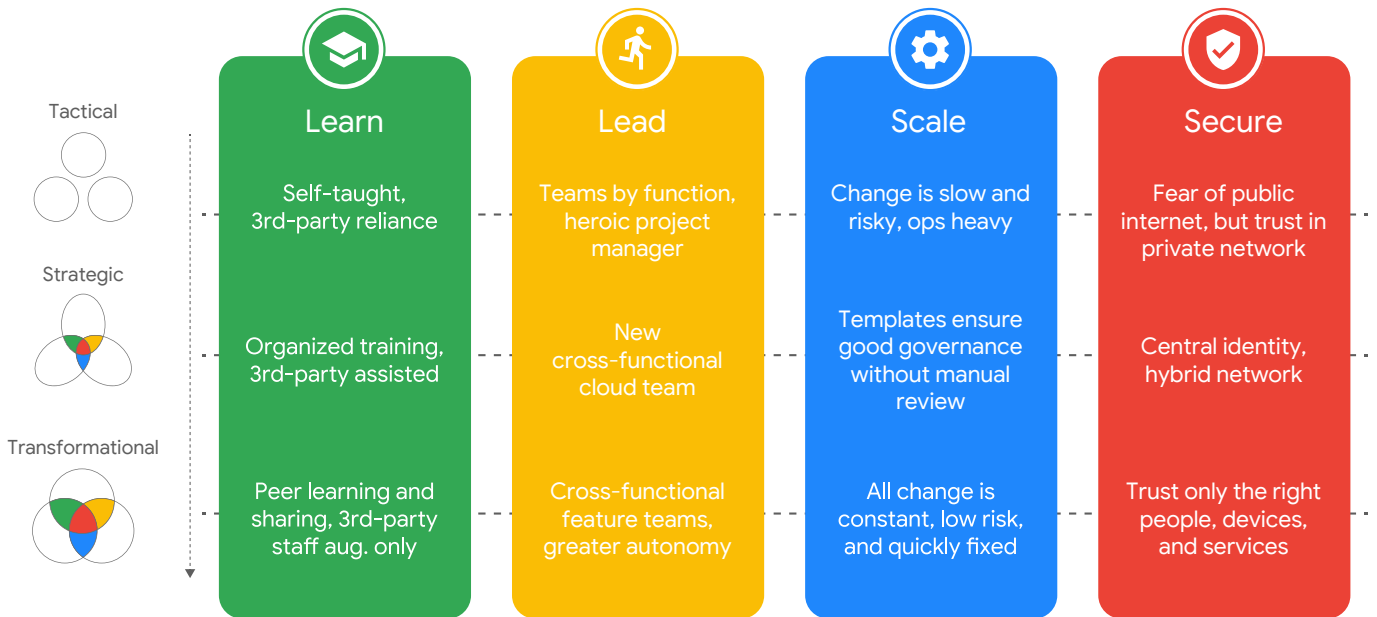 Learn
Lead
Scale
Secure
Tactical
Self-taught,
3rd-party reliance
Teams by function,
heroic project
manager
Change is slow and
risky, ops heavy
Fear of public
internet, but trust in
private network
Strategic
Organized training,
3rd-party assisted
New
cross-functional
cloud team
Templates ensure
good governance
without manual
review
Central identity,
hybrid network
Transformational
Peer learning and
sharing, 3rd-party
staff aug. only
Cross-functional
feature teams,
greater autonomy
All change is
constant, low risk,
and quickly fixed
Trust only the right
people, devices,
and services